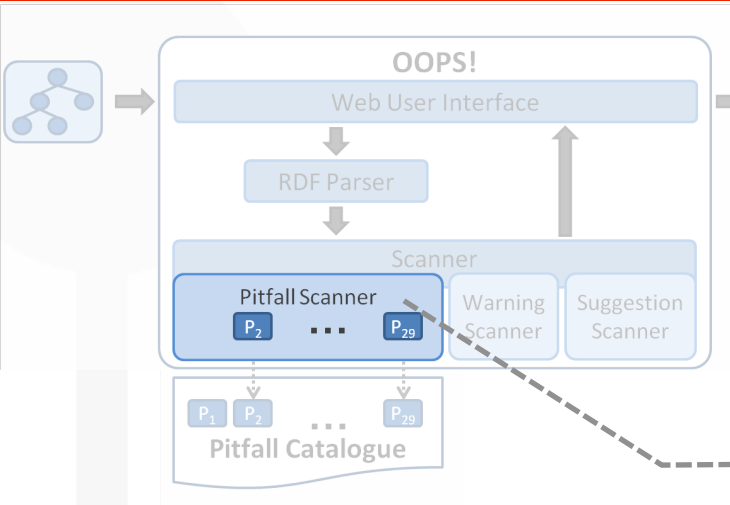 OOPS!
Web User Interface
RDF Parser
Scanner
Pitfall Scanner
P2 ... P29
Warning
Scanner
Suggestion
Scanner
P1 P2 ... P29
Pitfall Catalogue